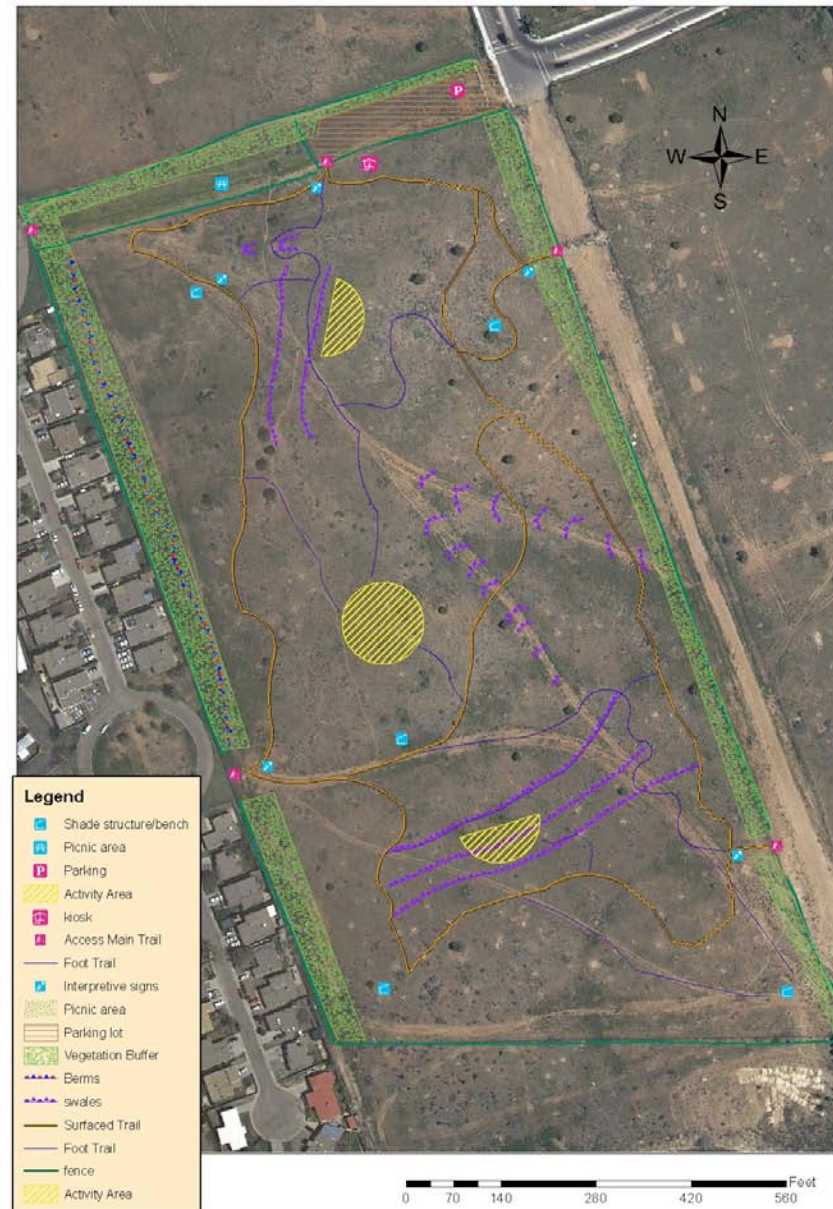 P
N
W E
S
Legend
Shade structure/bench
Picnic area
P Parking
Activity Area
kiosk
Access Main Trail
Foot Trail
Interpretive signs
Picnic area
Parking lot
Vegetation Buffer
Berms
swales
Surfaced Trail
Foot Trail
fence
Activity Area
Feet
0 70 140 280 420 560